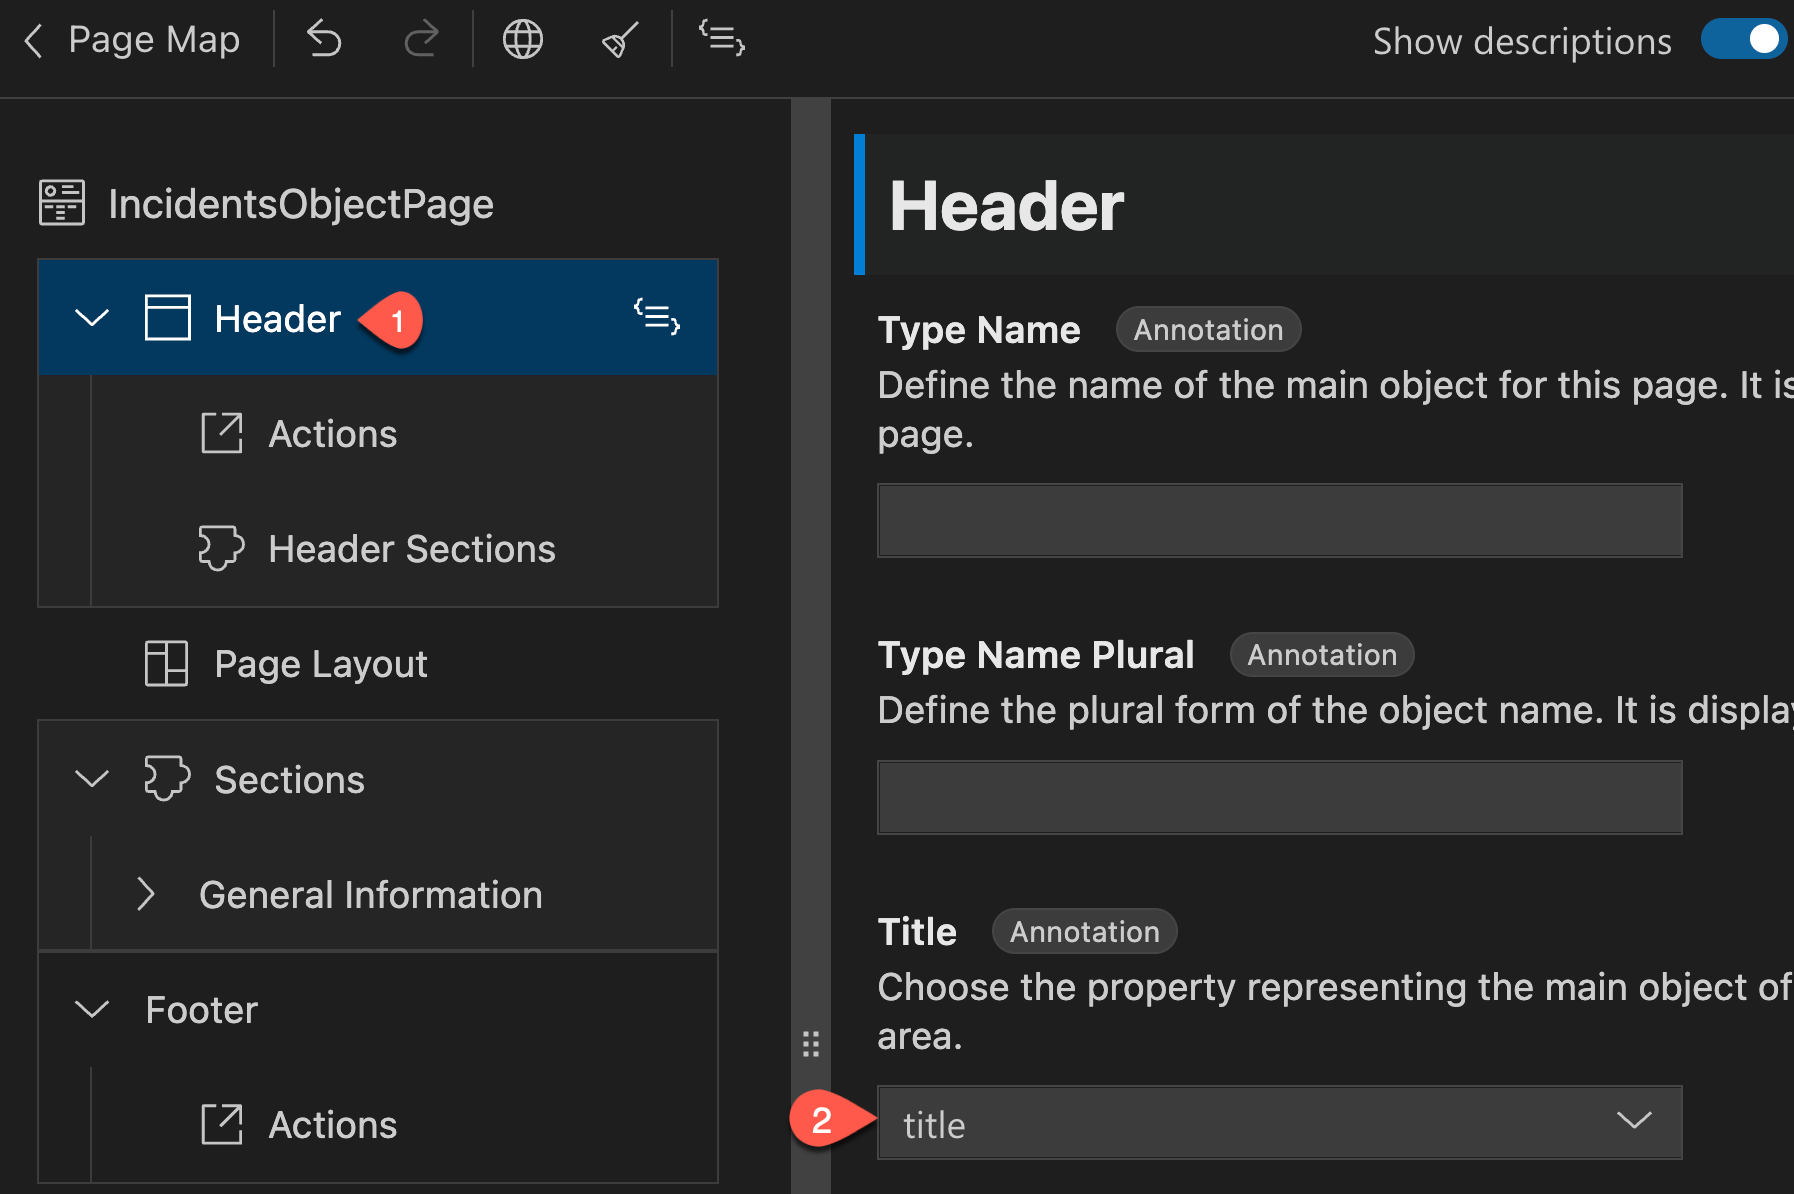 Page Map
Show descriptions
IncidentsObjectPage
Header
1
Actions
Header Sections
Page Layout
Sections
General Information
Footer
Actions
Header
Type Name Annotation
Define the name of the main object for this page. It is
page.
Type Name Plural Annotation
Define the plural form of the object name. It is display
Title Annotation
Choose the property representing the main object of
area.
2
title